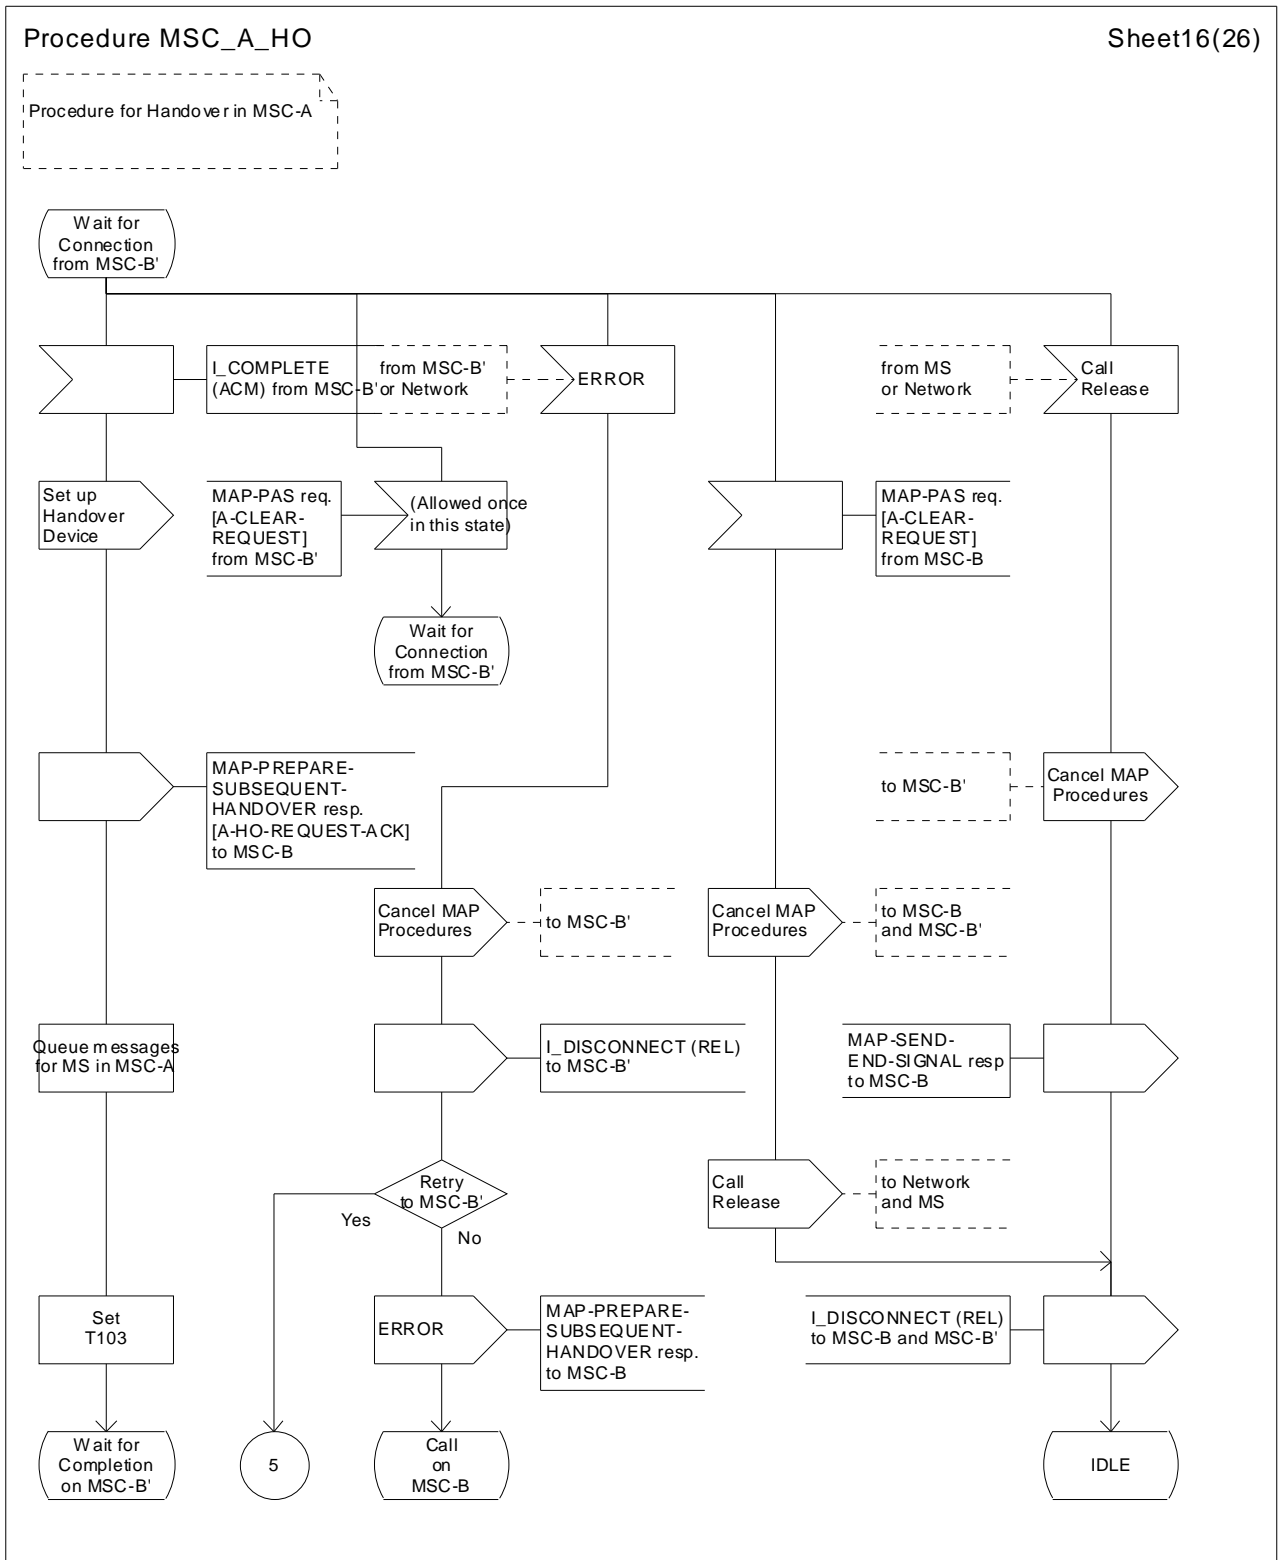 Procedure MSC_A_HO
Sheet16(26)
Procedure for Handover in MSC-A
Wait for
Connection
from MSC-B'
I_COMPLETE
(ACM) from MSC-B'
from MSC-B'
or Network
ERROR
from MS
or Network
Call
Release
Set up
Handover
Device
MAP-PAS req.
[A-CLEAR-
REQUEST]
from MSC-B'
(Allowed once
in this state)
MAP-PAS req.
[A-CLEAR-
REQUEST]
from MSC-B
Wait for
Connection
from MSC-B'
MAP-PREPARE-
SUBSEQUENT-
HANDOVER resp.
[A-HO-REQUEST-ACK]
to MSC-B
to MSC-B'
Cancel MAP
Procedures
Cancel MAP
Procedures
to MSC-B'
Cancel MAP
Procedures
to MSC-B
and MSC-B'
Queue messages
for MS in MSC-A
I_DISCONNECT (REL)
to MSC-B'
MAP-SEND-
END-SIGNAL resp
to MSC-B
Retry
to MSC-B'
Yes
No
Call
Release
to Network
and MS
Set
T103
ERROR
MAP-PREPARE-
SUBSEQUENT-
HANDOVER resp.
to MSC-B
I_DISCONNECT (REL)
to MSC-B and MSC-B'
Wait for
Completion
on MSC-B'
5
Call
on
MSC-B
IDLE